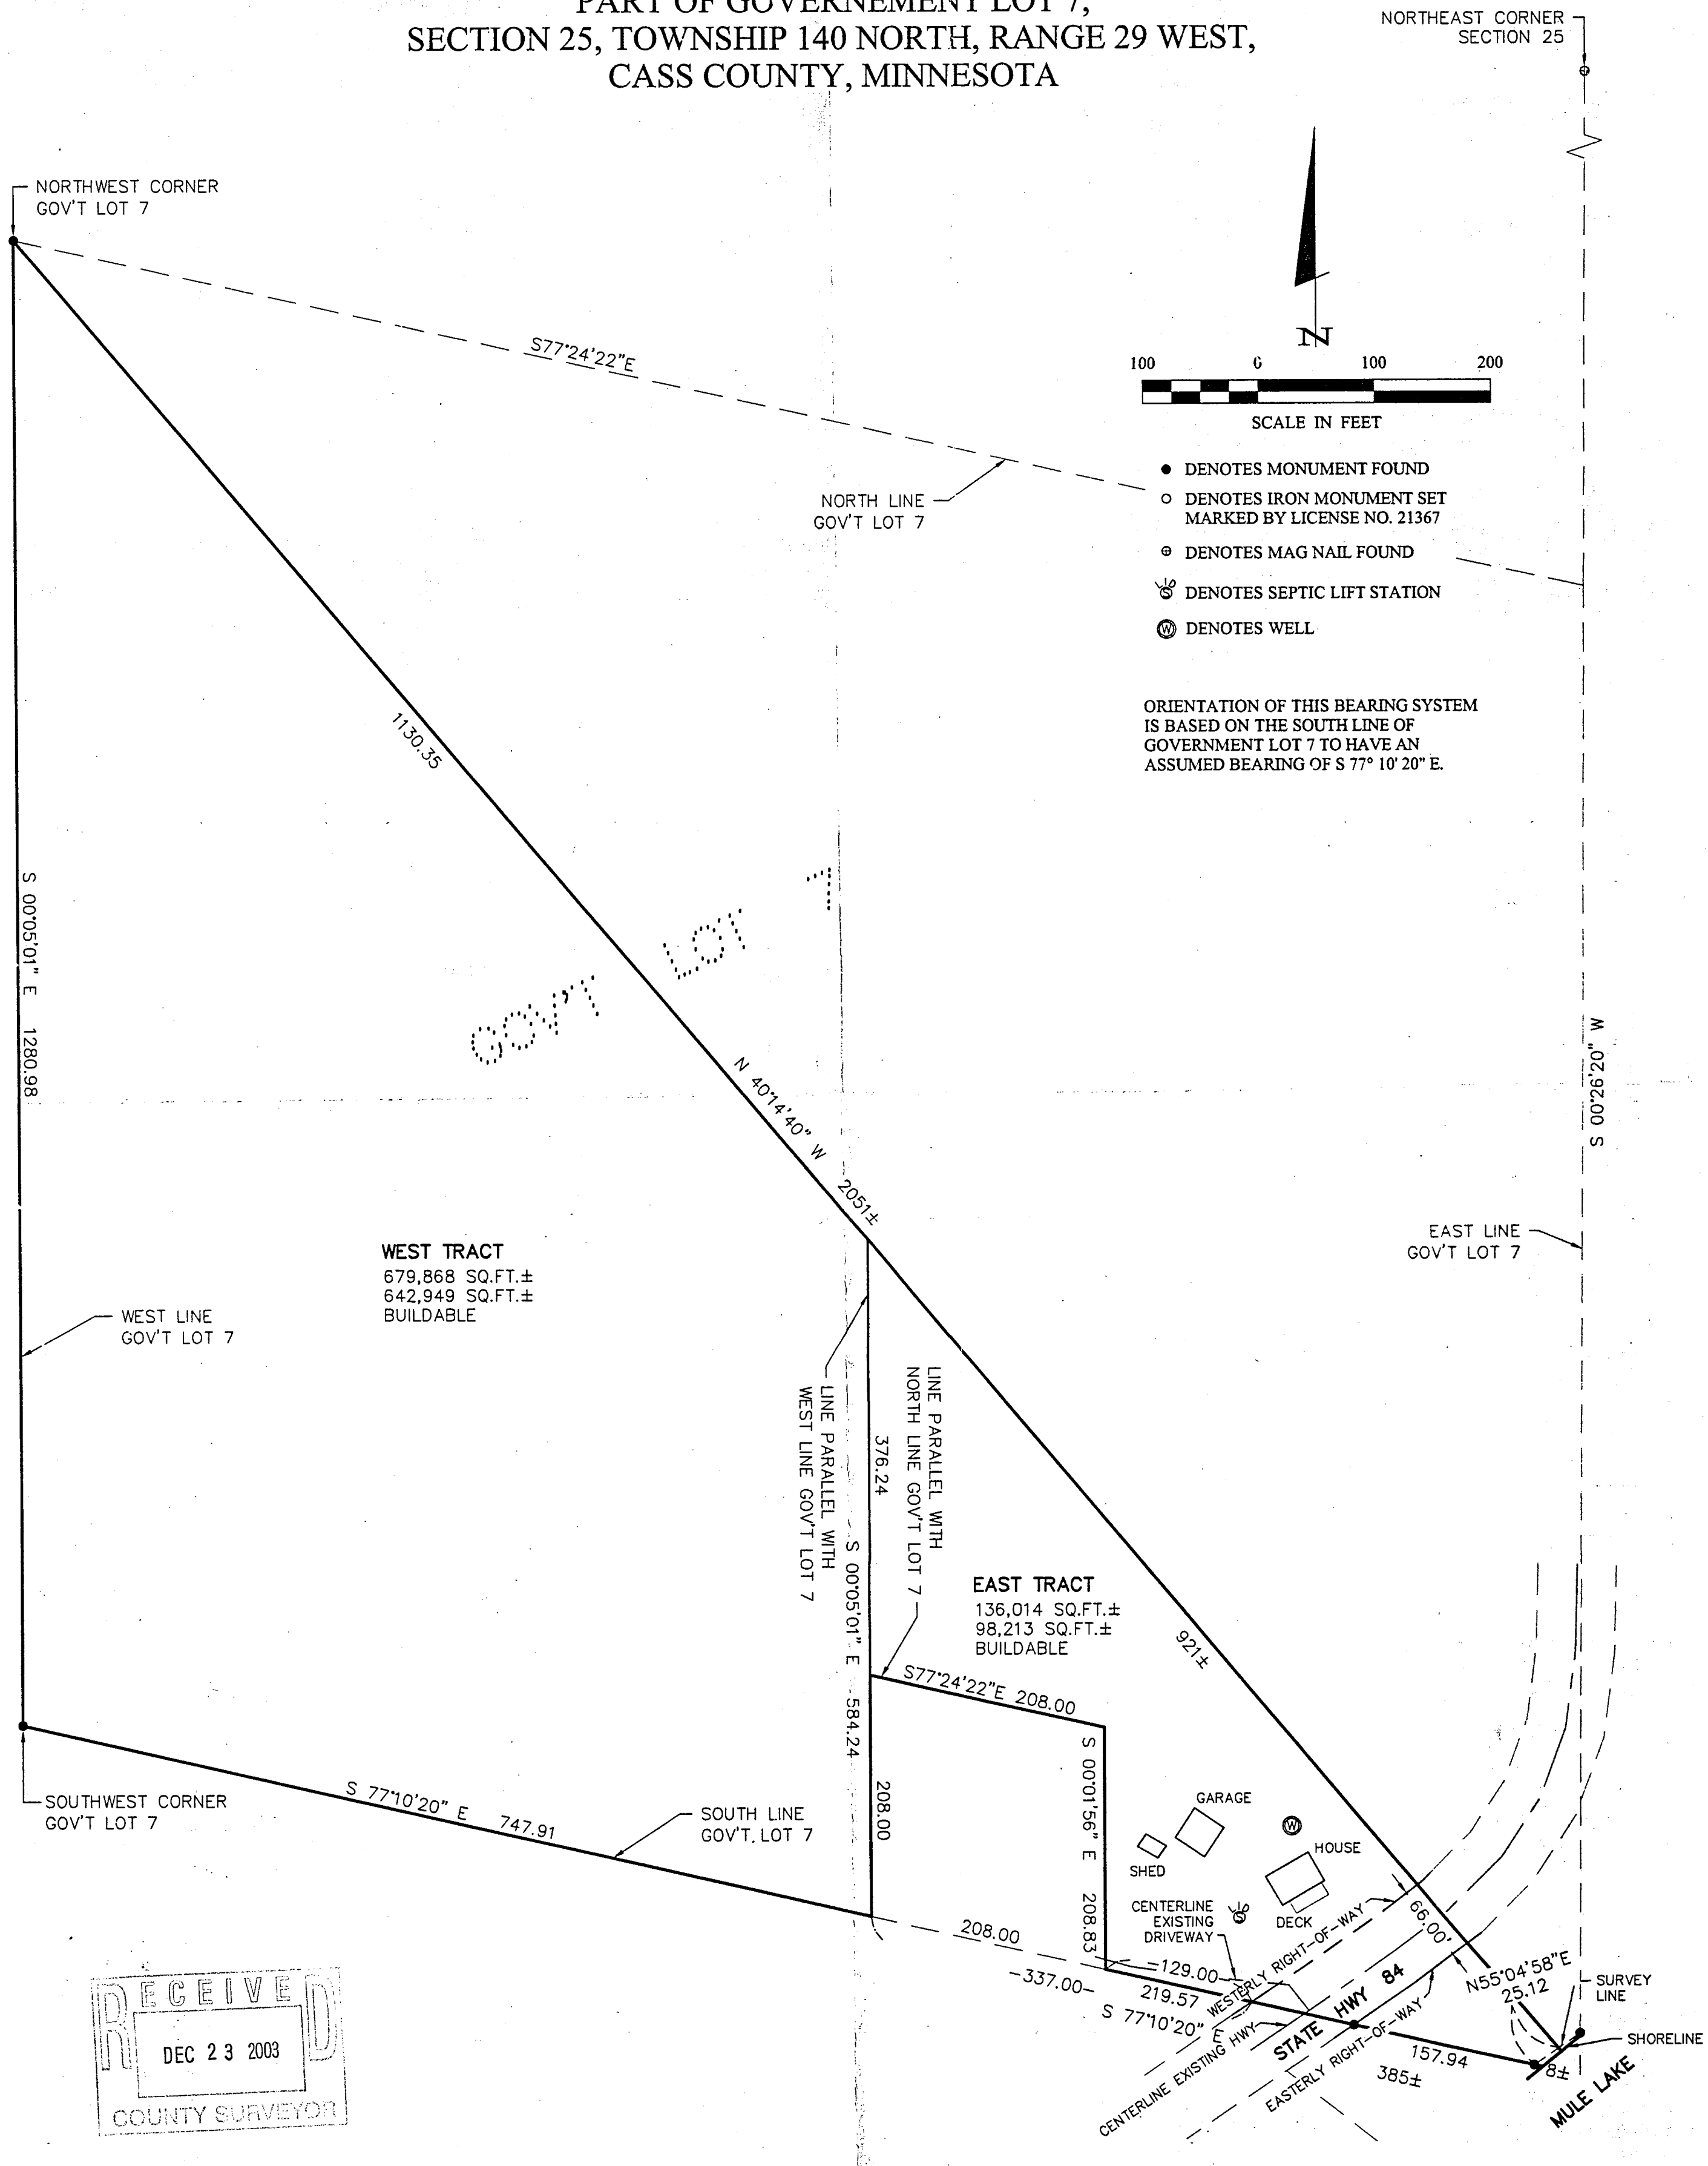 PART OF GOVERNEMENT LOT 7,
SECTION 25, TOWNSHIP 140 NORTH, RANGE 29 WEST,
CASS COUNTY, MINNESOTA
NORTHEAST CORNER
SECTION 25
NORTHWEST CORNER
GOV'T LOT 7
S77°24'22"E
N
100 0 100 200
SCALE IN FEET
NORTH LINE
GOV'T LOT 7
DENOTES MONUMENT FOUND
DENOTES IRON MONUMENT SET
MARKED BY LICENSE NO. 21367
DENOTES MAG NAIL FOUND
S DENOTES SEPTIC LIFT STATION
W DENOTES WELL
ORIENTATION OF THIS BEARING SYSTEM
IS BASED ON THE SOUTH LINE OF
GOVERNMENT LOT 7 TO HAVE AN
ASSUMED BEARING OF S 77° 10' 20" E.
1130.35
GOV'T LOT 7
S 00°05'01" E 1280.98
N 40°14'40" W 2051±
S 00°26'20" W
EAST LINE
GOV'T LOT 7
WEST TRACT
679,868 SQ.FT.±
642,949 SQ.FT.±
BUILDABLE
WEST LINE
GOV'T LOT 7
LINE PARALLEL WITH
WEST LINE GOV'T LOT 7
LINE PARALLEL WITH
NORTH LINE GOV'T LOT 7
376.24
S 00°05'01" E 584.24
EAST TRACT
136,014 SQ.FT.±
98,213 SQ.FT.±
BUILDABLE
921±
S77°24'22"E 208.00
S 00°01'56" E 208.83
208.00
SOUTHWEST CORNER
GOV'T LOT 7
S 77°10'20" E 747.91
SOUTH LINE
GOV'T. LOT 7
GARAGE
W
SHED
HOUSE
CENTERLINE
EXISTING
DRIVEWAY
S
DECK
208.00
129.00
337.00
219.57
S 77°10'20" E
WESTERLY RIGHT-OF-WAY
66.00'
STATE HWY 84
CENTERLINE EXISTING HWY
EASTERLY RIGHT-OF-WAY
N55°04'58"E
25.12
SURVEY
LINE
SHORELINE
157.94
385±
8±
MULE LAKE
RECEIVED
DEC 23 2003
COUNTY SURVEYOR